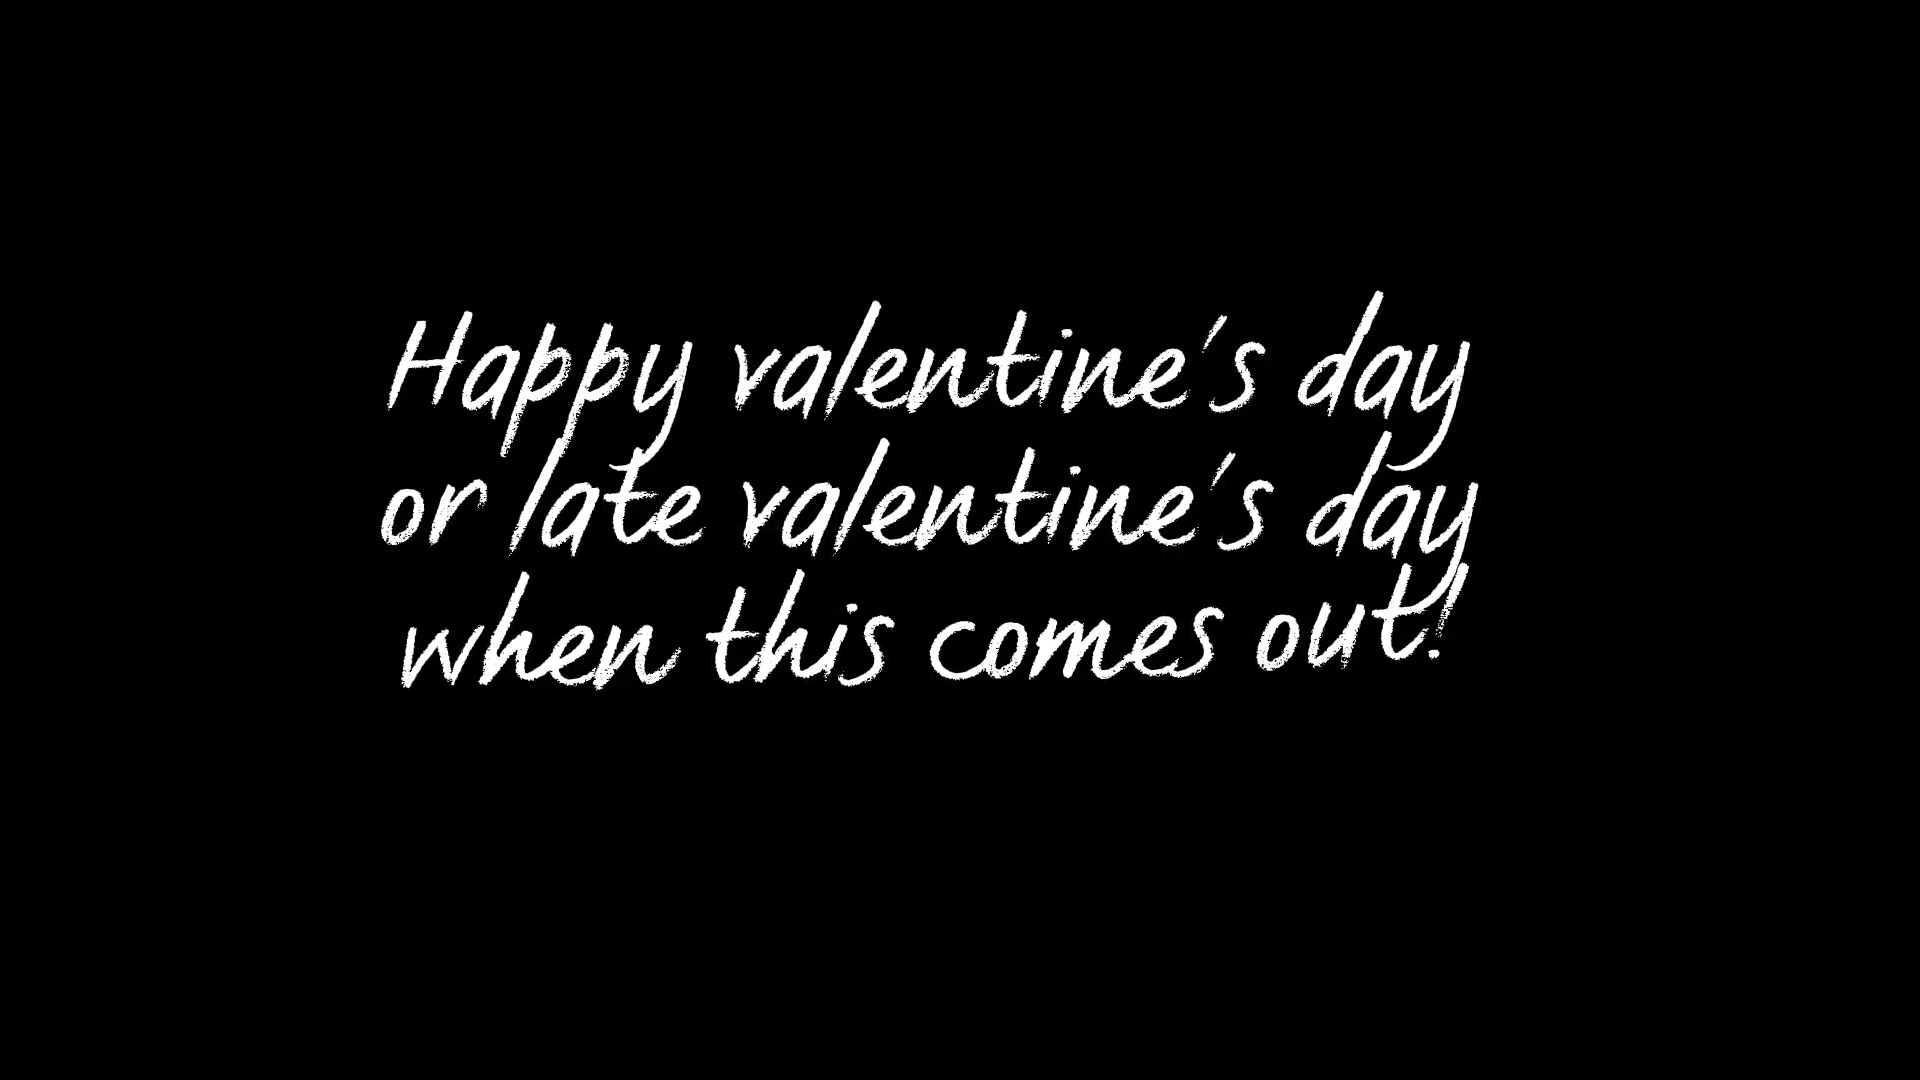 Happy valentine's day
or late valentine's day
when this comes out!